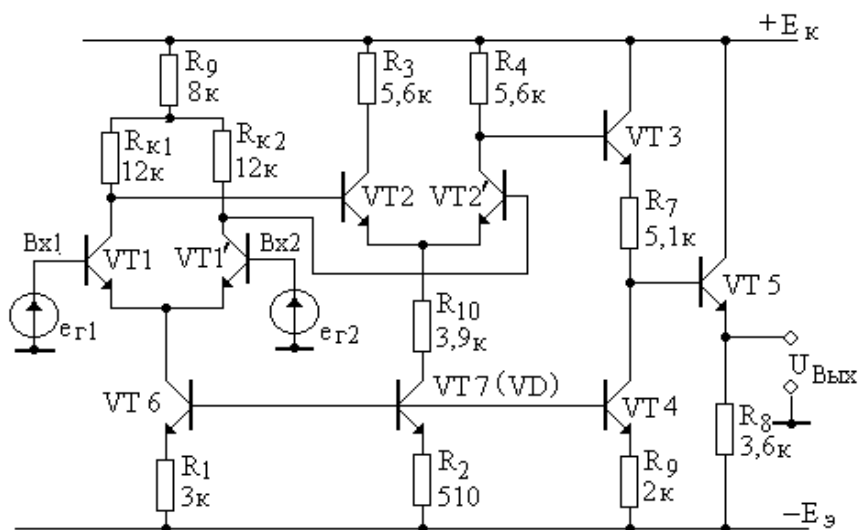 +Eк
R9
8к
R3
5,6к
R4
5,6к
Rк1
12к
Rк2
12к
VT3
VT2
VT2′
R7
5,1к
Вх1
VT1
VT1′
Вх2
VT5
eг1
eг2
R10
3,9к
UВых
VT6
VT7(VD)
VT4
R8
3,6к
R1
3к
R2
510
R9
2к
−Eэ